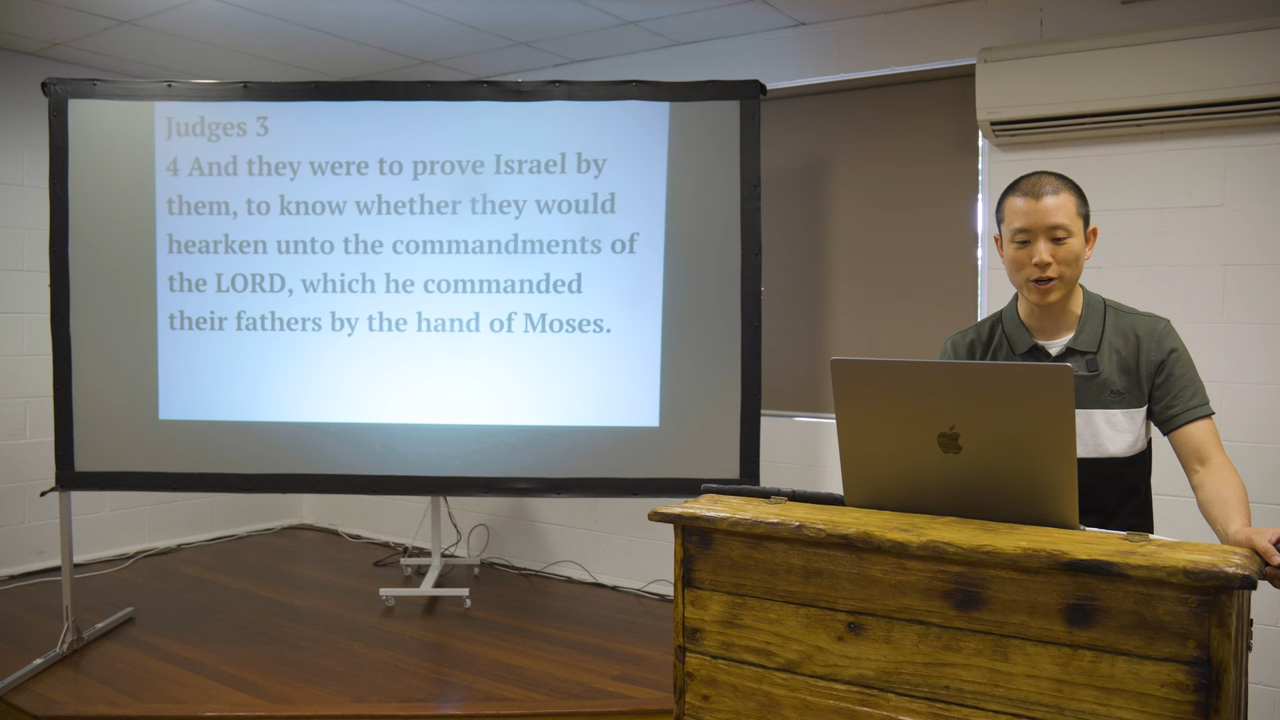 Judges 3
4 And they were to prove Israel by
them, to know whether they would
hearken unto the commandments of
the LORD, which he commanded
their fathers by the hand of Moses.